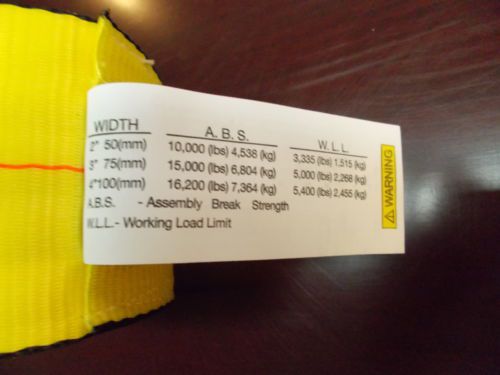 WIDTH A. B. S. W. L. L.
2" 50(mm) 10,000 (lbs) 4,538 (kg) 3,335 (lbs) 1,515 (kg)
3" 75(mm) 15,000 (lbs) 6,804 (kg) 5,000 (lbs) 2,268 (kg)
4"100(mm) 16,200 (lbs) 7,364 (kg) 5,400 (lbs) 2,455 (kg)
A.B.S. - Assembly Break Strength
W.L.L.- Working Load Limit
WARNING